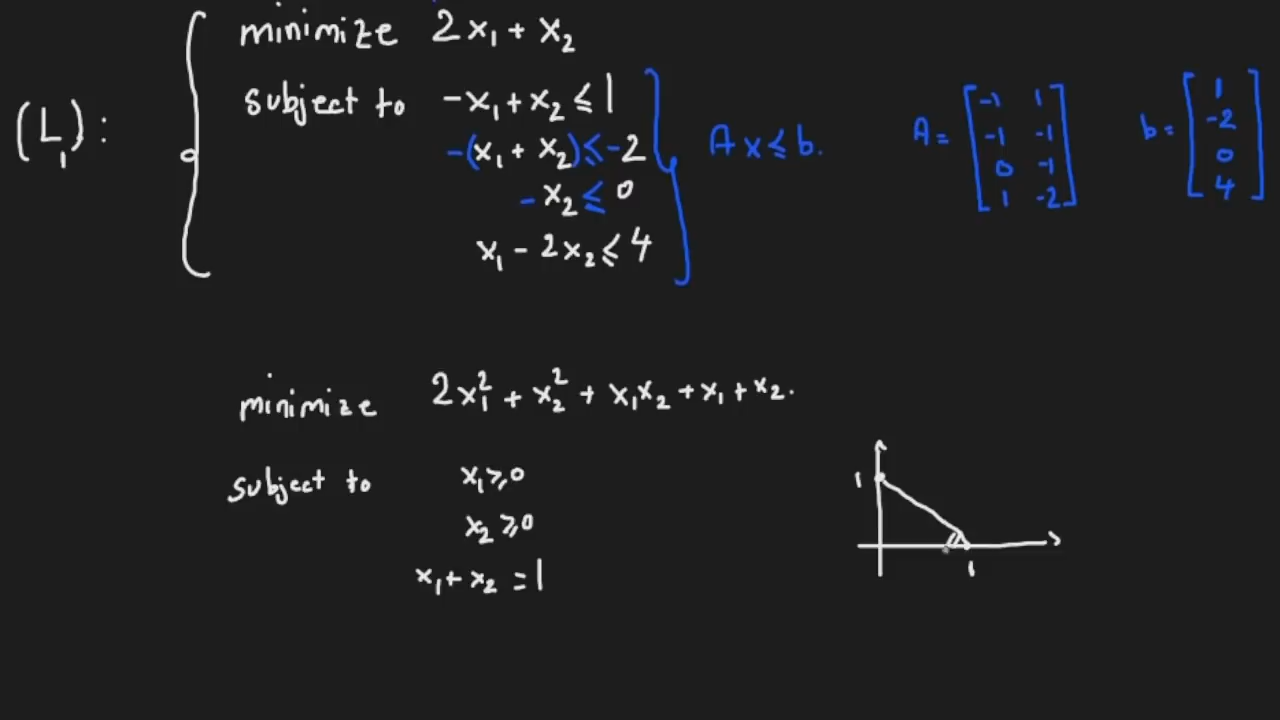 minimize 2x₁ + x₂
(L₁): subject to -x₁ + x₂ ≤ 1
-(x₁ + x₂) ≤ -2
-x₂ ≤ 0
x₁ - 2x₂ ≤ 4
Ax ≤ b.
A = [-1 1
-1 -1
0 -1
1 -2]
b = [1
-2
0
4]
minimize 2x₁² + x₂² + x₁x₂ + x₁ + x₂.
subject to x₁ ≥ 0
x₂ ≥ 0
x₁ + x₂ = 1
1
1